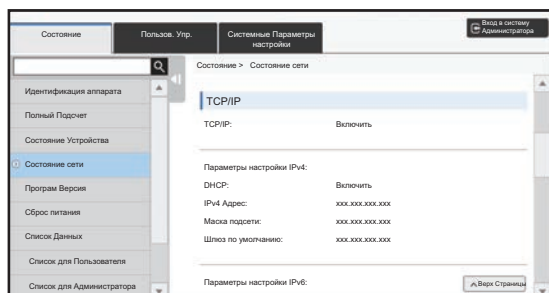 Состояние
Пользов. Упр.
Системные Параметры
настройки
Вход в систему
Администратора
Состояние > Состояние сети
Идентификация аппарата
Полный Подсчет
Состояние Устройства
Состояние сети
Програм Версия
Сброс питания
Список Данных
Список для Пользователя
Список для Администратора
TCP/IP
TCP/IP: Включить
Параметры настройки IPv4:
DHCP: Включить
IPv4 Адрес: xxx.xxx.xxx.xxx
Маска подсети: xxx.xxx.xxx.xxx
Шлюз по умолчанию: xxx.xxx.xxx.xxx
Параметры настройки IPv6:
Верх Страницы